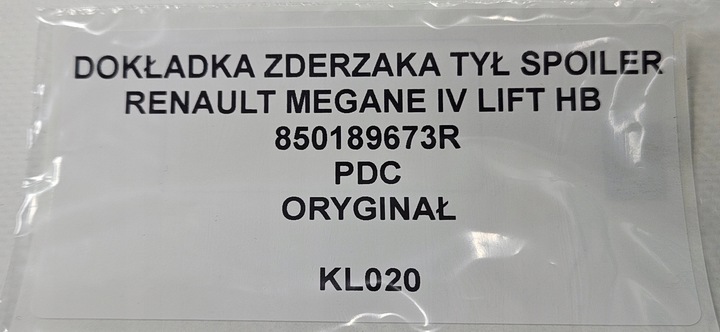 DOKŁADKA ZDERZAKA TYŁ SPOILER
RENAULT MEGANE IV LIFT HB
850189673R
PDC
ORYGINAŁ
KL020